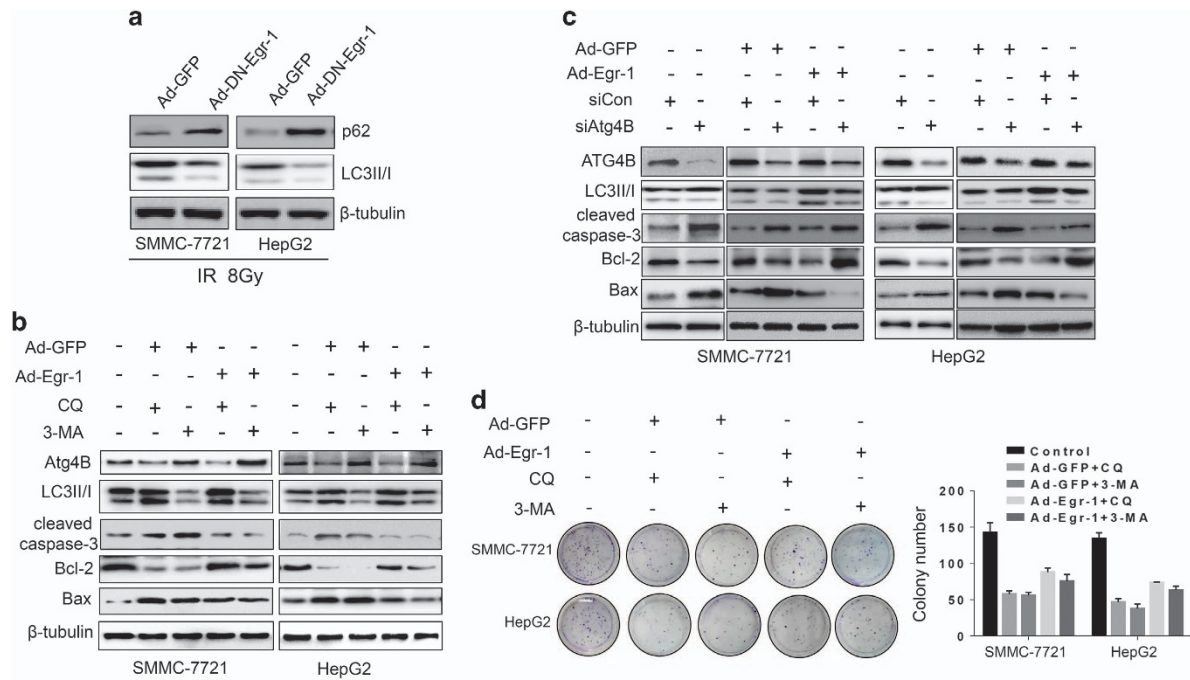 a
Ad-GFP
Ad-DN-Egr-1
Ad-GFP
Ad-DN-Egr-1
p62
LC3II/I
β-tubulin
SMMC-7721 HepG2
IR 8Gy
b
Ad-GFP - + + - - - + + - -
Ad-Egr-1 - - - + + - - - + +
CQ - + - + - - + - + -
3-MA - - + - + - - + - +
Atg4B
LC3II/I
cleaved
caspase-3
Bcl-2
Bax
β-tubulin
SMMC-7721 HepG2
c
Ad-GFP - - + + - - - - + + - -
Ad-Egr-1 - - - - + + - - - - + +
siCon + - + - + - + - + - + -
siAtg4B - + - + - + - + - + - +
ATG4B
LC3II/I
cleaved
caspase-3
Bcl-2
Bax
β-tubulin
SMMC-7721 HepG2
d
Ad-GFP - + + - -
Ad-Egr-1 - - - + +
CQ - + - + -
3-MA - - + - +
SMMC-7721
HepG2
Control
Ad-GFP+CQ
Ad-GFP+3-MA
Ad-Egr-1+CQ
Ad-Egr-1+3-MA
Colony number
200
150
100
50
0
SMMC-7721 HepG2